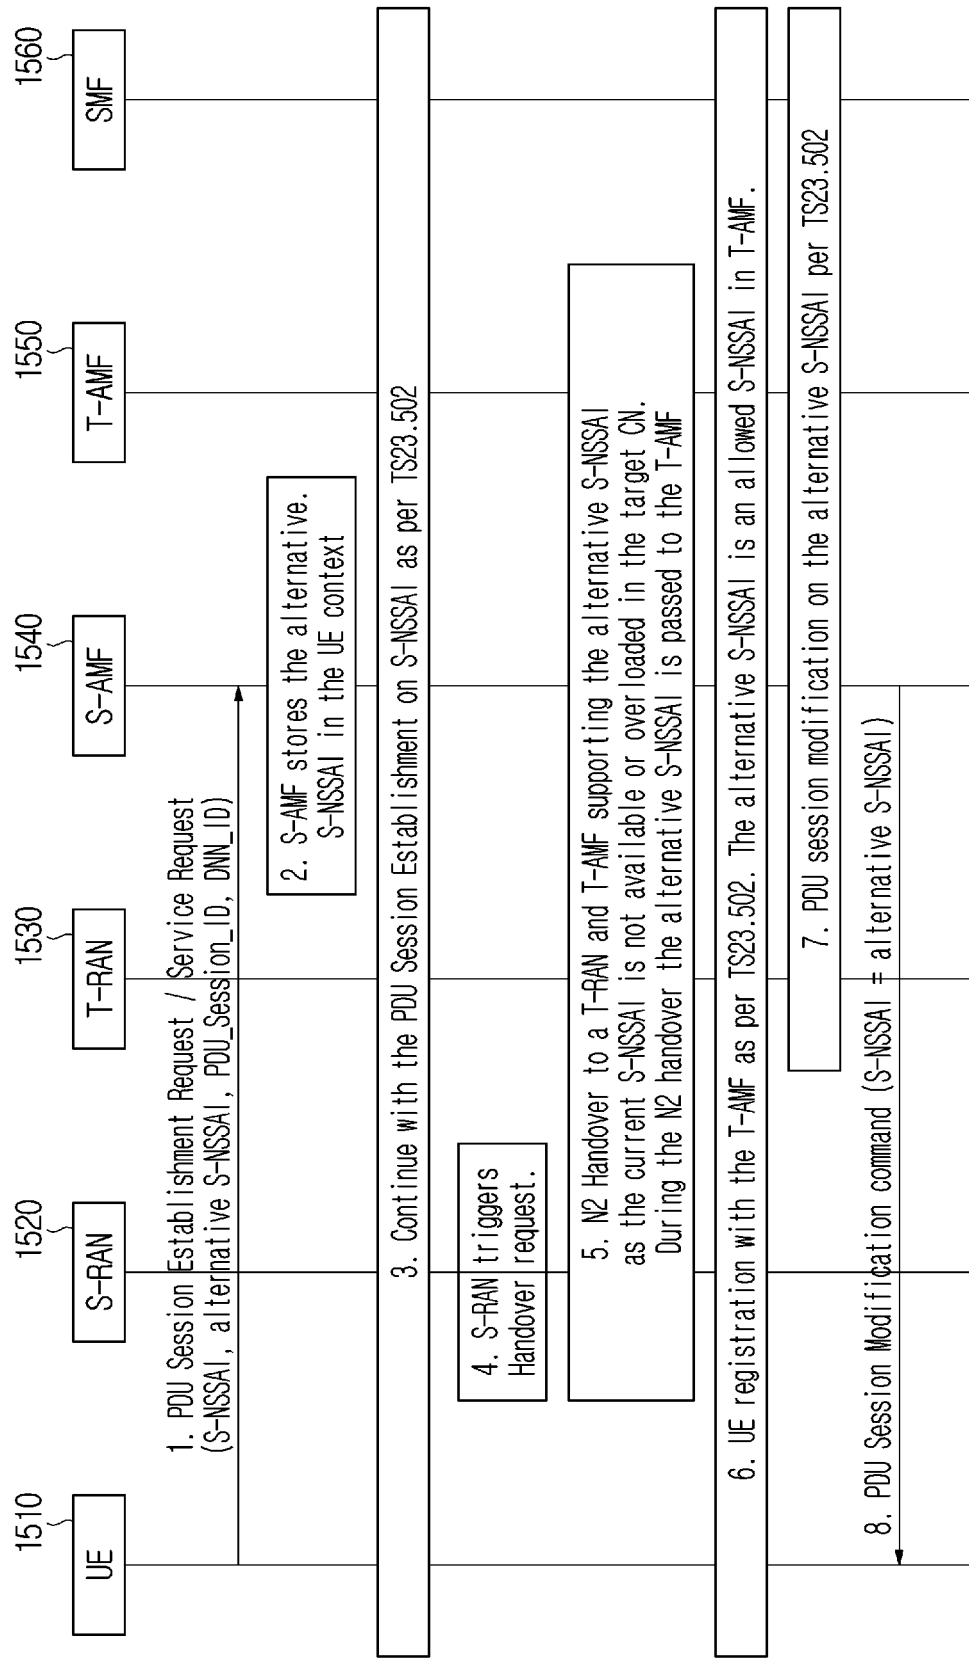 1510
1520
1530
1540
1550
1560
UE
S-RAN
T-RAN
S-AMF
T-AMF
SMF
1. PDU Session Establishment Request / Service Request
(S-NSSAI, alternative S-NSSAI, PDU_Session_ID, DNN_ID)
2. S-AMF stores the alternative.
S-NSSAI in the UE context
3. Continue with the PDU Session Establishment on S-NSSAI as per TS23.502
4. S-RAN triggers
Handover request.
5. N2 Handover to a T-RAN and T-AMF supporting the alternative S-NSSAI
as the current S-NSSAI is not available or overloaded in the target CN.
During the N2 handover the alternative S-NSSAI is passed to the T-AMF
6. UE registration with the T-AMF as per TS23.502. The alternative S-NSSAI is an allowed S-NSSAI in T-AMF.
7. PDU session modification on the alternative S-NSSAI per TS23.502
8. PDU Session Modification command (S-NSSAI = alternative S-NSSAI)